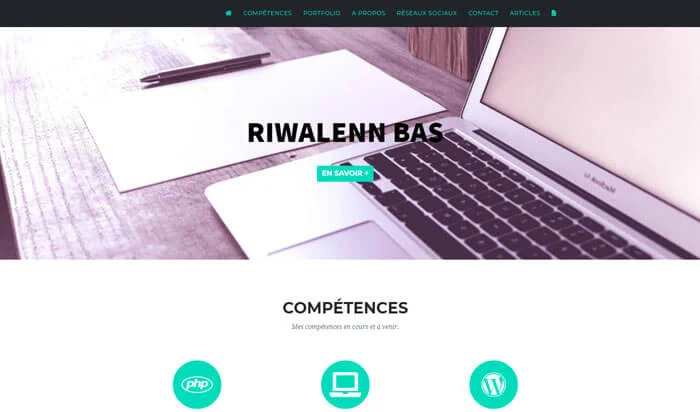 COMPÉTENCES PORTFOLIO A PROPOS RÉSEAUX SOCIAUX CONTACT ARTICLES
RIWALENN BAS
EN SAVOIR +
COMPÉTENCES
Mes compétences en cours et à venir.
php
W